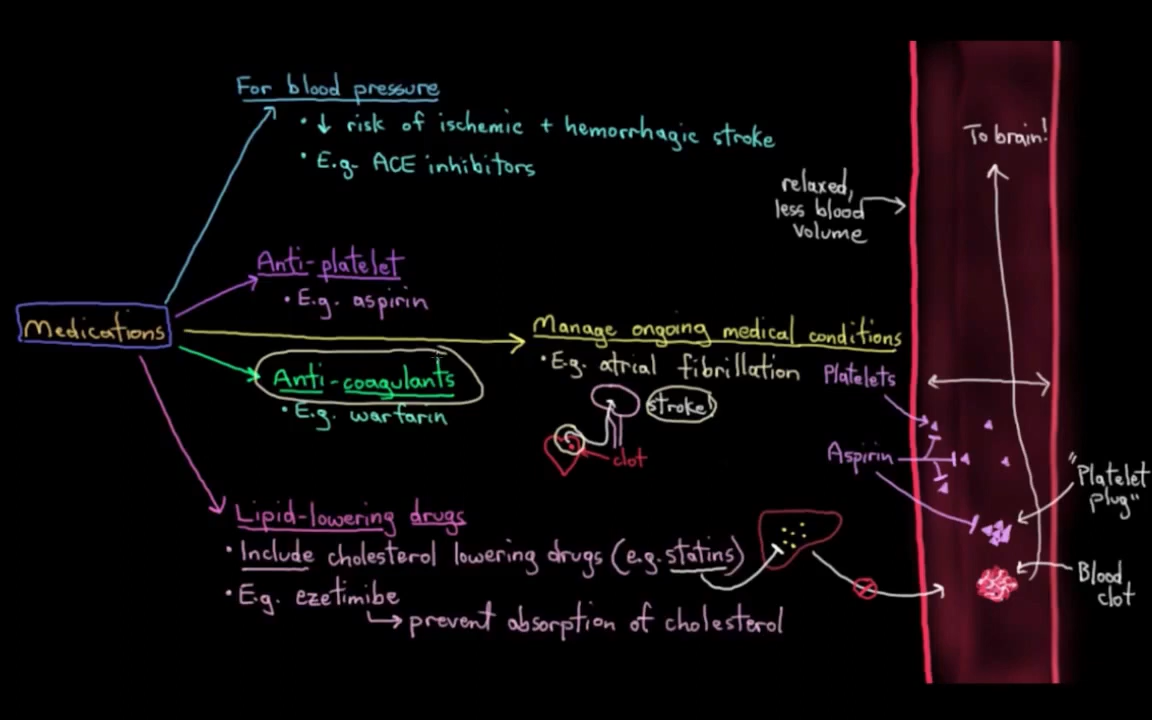 For blood pressure
• ↓ risk of ischemic + hemorrhagic stroke
• E.g. ACE inhibitors
To brain!
relaxed,
less blood
volume
Anti-platelet
• E.g. aspirin
Medications
Manage ongoing medical conditions
• E.g. atrial fibrillation
stroke!
clot
Anti-coagulants
• E.g. warfarin
Platelets
Aspirin
"Platelet
plug"
Blood
clot
Lipid-lowering drugs
• Include cholesterol lowering drugs (e.g. statins)
• E.g. ezetimibe
↳ prevent absorption of cholesterol